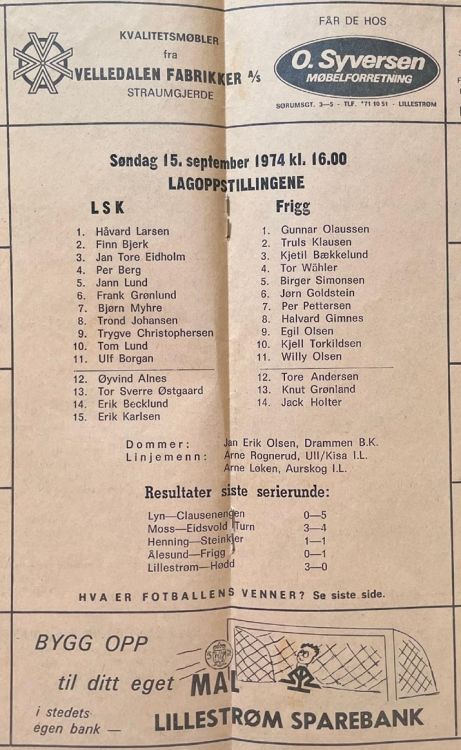 KVALITETSMØBLER
fra
VELLEDALEN FABRIKKER A/S
STRAUMGJERDE
FÅR DE HOS
O. Syversen
MØBELFORRETNING
SØRUMSGT. 3—5 - TLF. *71 10 51 - LILLESTRØM
Søndag 15. september 1974 kl. 16.00
LAGOPPSTILLINGENE
LSK
1. Håvard Larsen
2. Finn Bjerk
3. Jan Tore Eidholm
4. Per Berg
5. Jann Lund
6. Frank Grønlund
7. Bjørn Myhre
8. Trond Johansen
9. Trygve Christophersen
10. Tom Lund
11. Ulf Borgan
12. Øyvind Alnes
13. Tor Sverre Østgaard
14. Erik Becklund
15. Erik Karlsen
Frigg
1. Gunnar Olaussen
2. Truls Klausen
3. Kjetil Bækkelund
4. Tor Wæhler
5. Birger Simonsen
6. Jørn Goldstein
7. Per Pettersen
8. Halvard Gimnes
9. Egil Olsen
10. Kjell Torkildsen
11. Willy Olsen
12. Tore Andersen
13. Knut Grønland
14. Jack Holter
Dommer: Jan Erik Olsen, Drammen B.K.
Linjemenn: Arne Rognerud, Ull/Kisa I.L.
Arne Løken, Aurskog I.L.
Resultater siste serierunde:
Lyn—Clausenengen 0—5
Moss—Eidsvold Turn 3—4
Henning—Steinkjer 1—1
Ålesund—Frigg 0—1
Lillestrøm—Hødd 3—0
HVA ER FOTBALLENS VENNER? Se siste side.
BYGG OPP
til ditt eget MÅL
i stedets
egen bank —
LILLESTRØM SPAREBANK